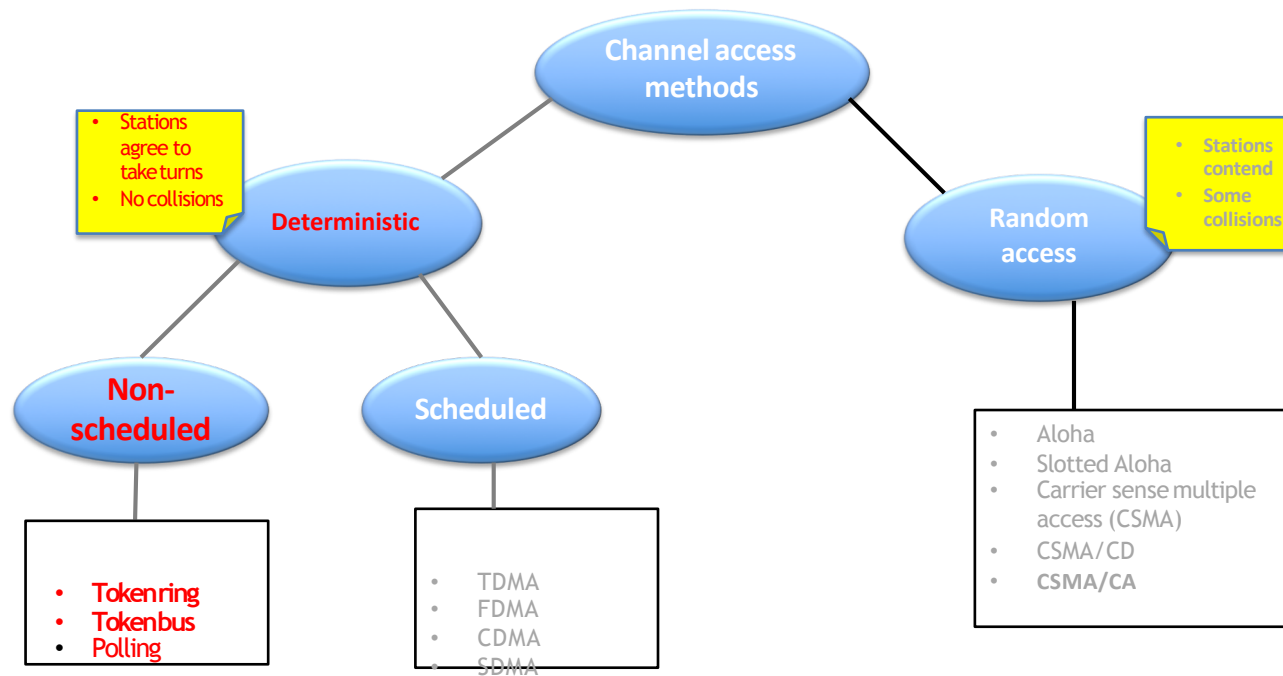 Channel access
methods
• Stations
agree to
take turns
• No collisions
Deterministic
• Stations
contend
• Some
collisions
Random
access
Non-
scheduled
Scheduled
• Token ring
• Token bus
• Polling
• TDMA
• FDMA
• CDMA
• SDMA
• Aloha
• Slotted Aloha
• Carrier sense multiple
access (CSMA)
• CSMA/CD
• CSMA/CA